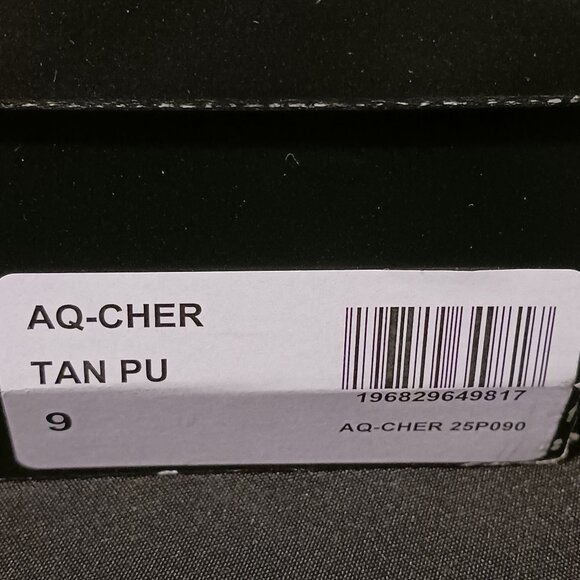 AQ-CHER
TAN PU
9
196829649817
AQ-CHER 25P090